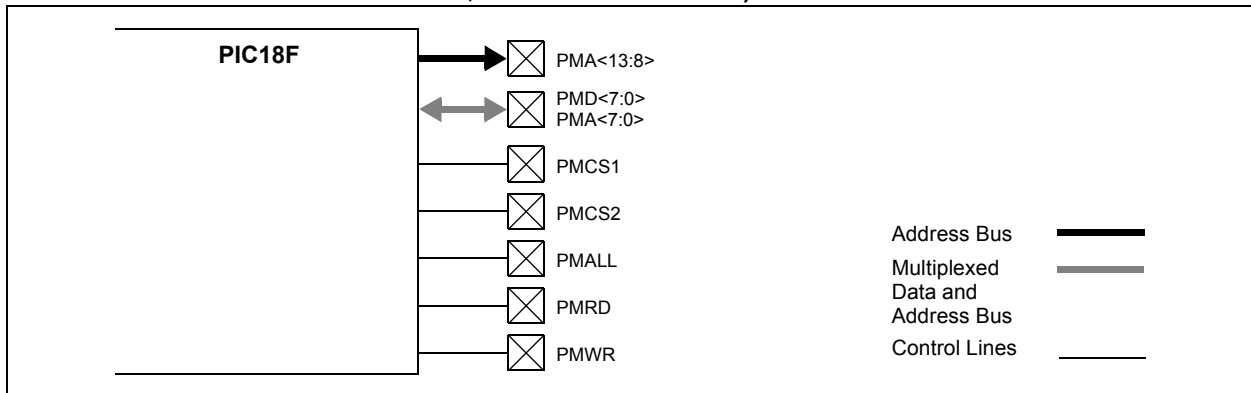 PIC18F
PMA<13:8>
PMD<7:0>
PMA<7:0>
PMCS1
PMCS2
PMALL
PMRD
PMWR
Address Bus
Multiplexed
Data and
Address Bus
Control Lines